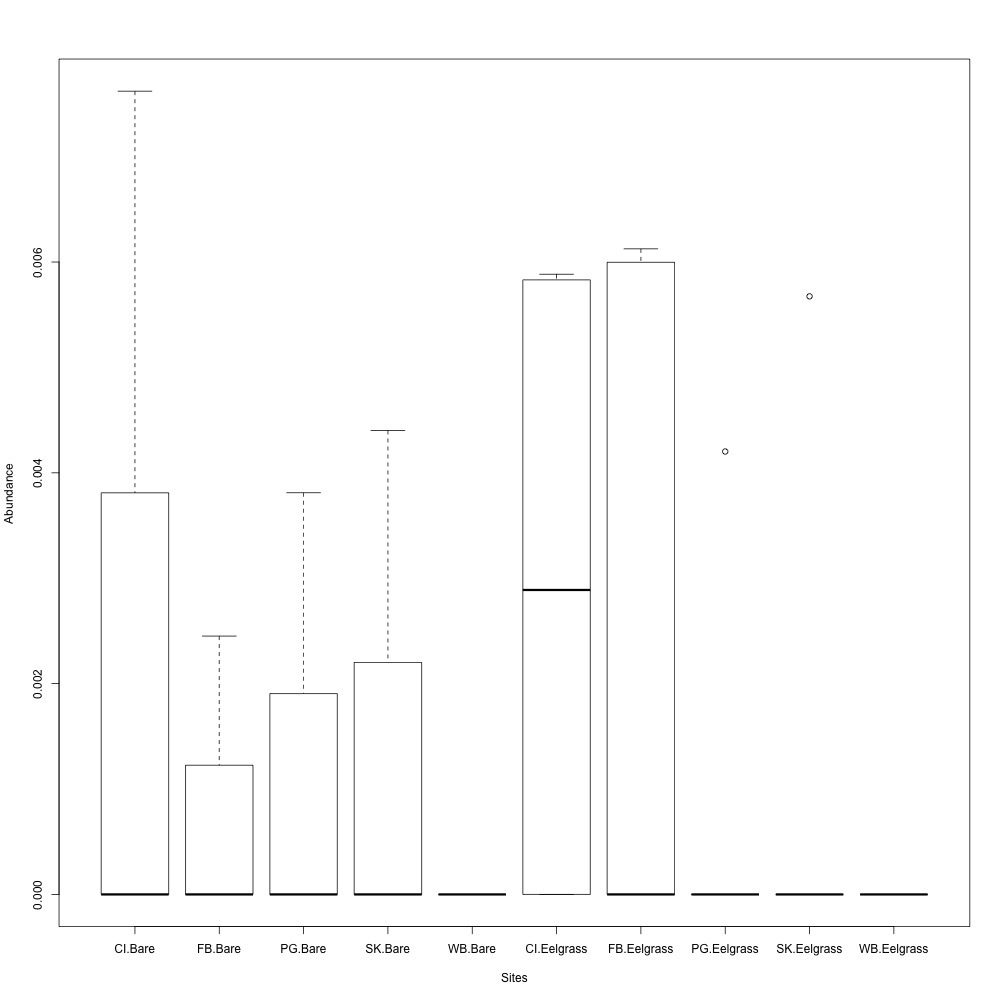 Abundance
0.006
0.004
0.002
0.000
CI.Bare FB.Bare PG.Bare SK.Bare WB.Bare CI.Eelgrass FB.Eelgrass PG.Eelgrass SK.Eelgrass WB.Eelgrass
Sites